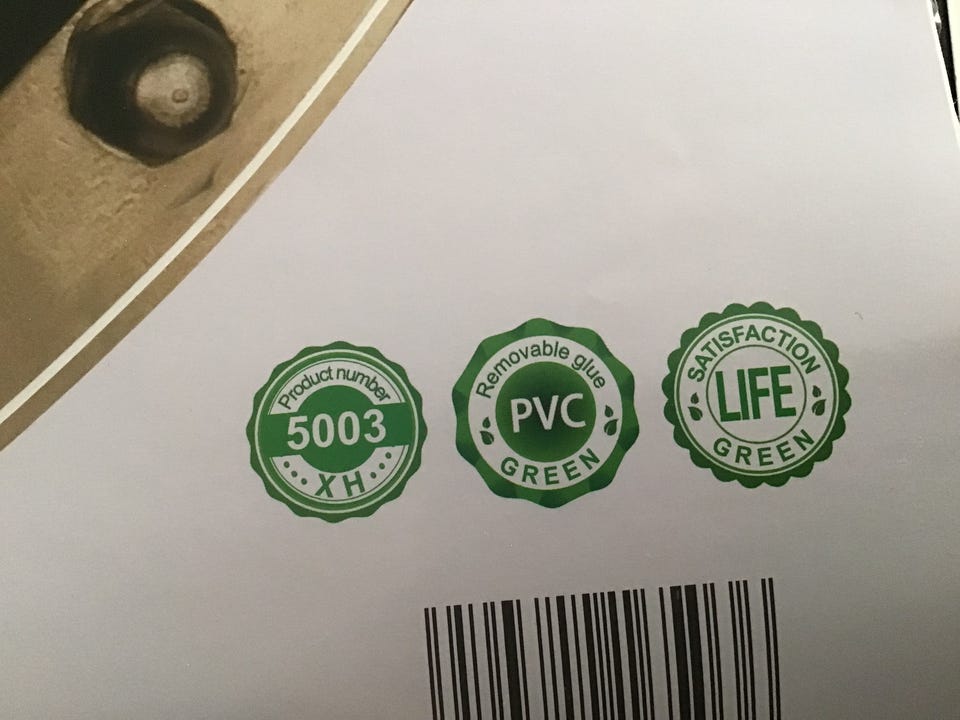 Product number
5003
XH
Removable glue
PVC
GREEN
SATISFACTION
LIFE
GREEN